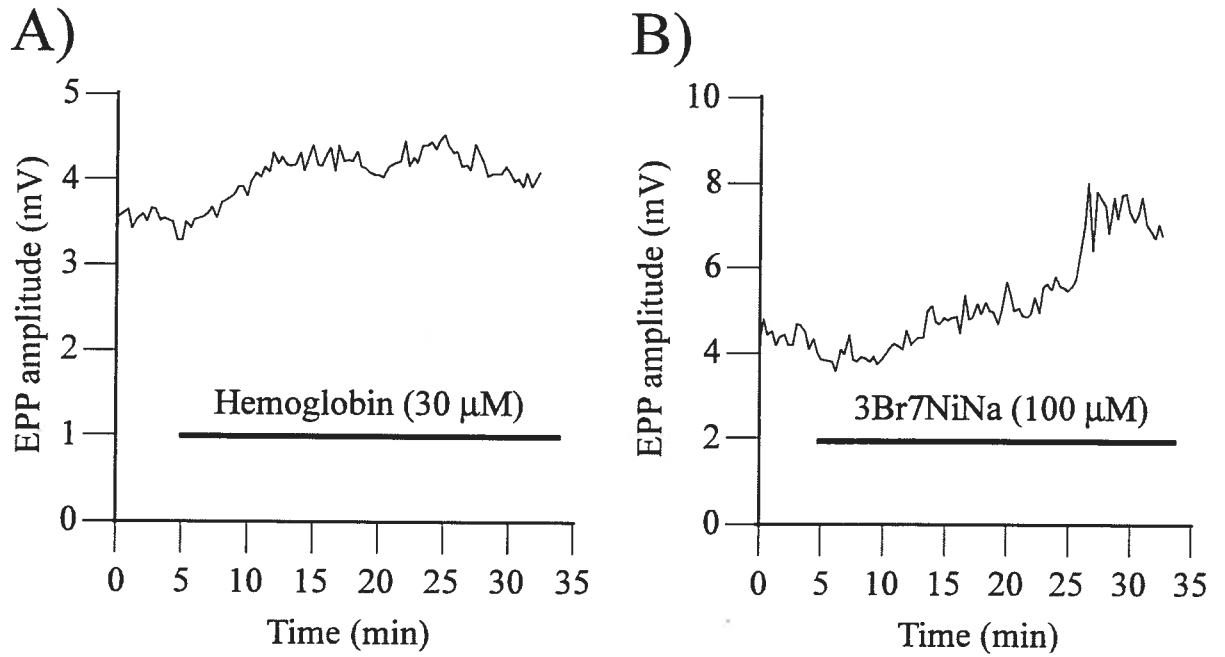 A)
5
4
3
2
1
0
EPP amplitude (mV)
Hemoglobin (30 μM)
0 5 10 15 20 25 30 35
Time (min)
B)
10
8
6
4
2
0
EPP amplitude (mV)
3Br7NiNa (100 μM)
0 5 10 15 20 25 30 35
Time (min)